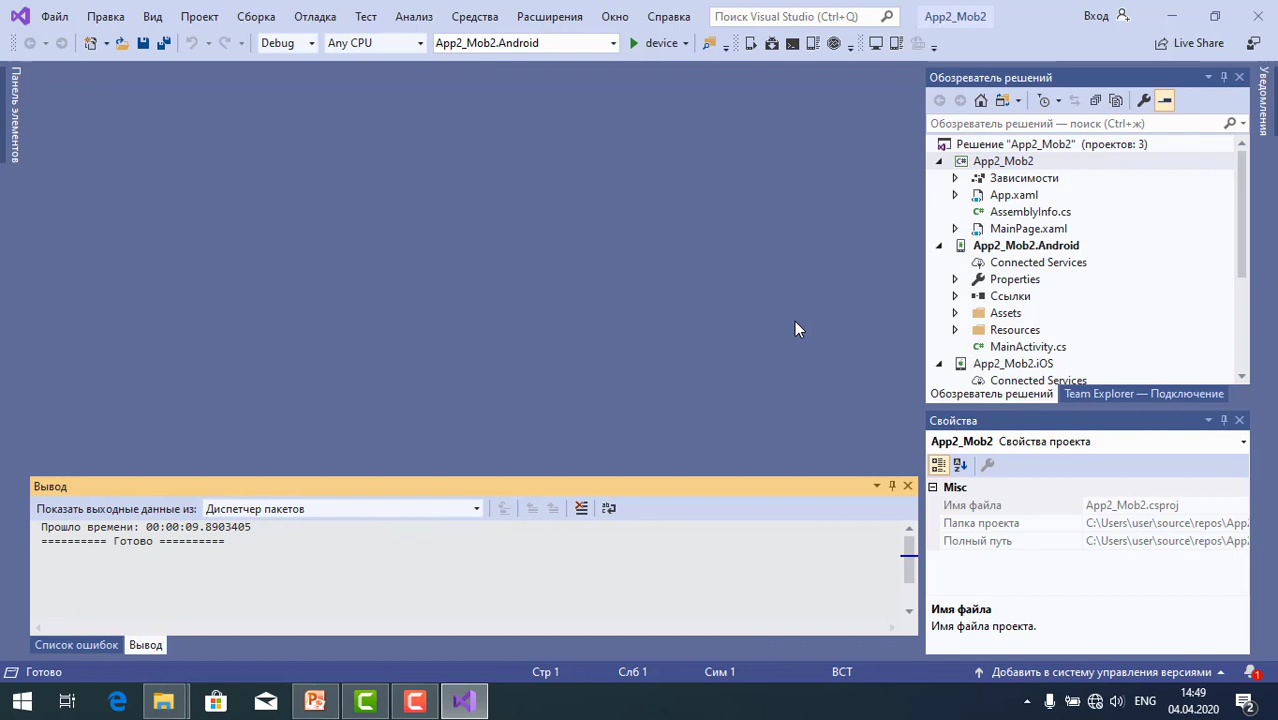 Файл Правка Вид Проект Сборка Отладка Тест Анализ Средства Расширения Окно Справка Поиск Visual Studio (Ctrl+Q) App2_Mob2 Вход
Debug Any CPU App2_Mob2.Android device Live Share
Панель элементов
Уведомления
Обозреватель решений
Обозреватель решений — поиск (Ctrl+ж)
Решение "App2_Mob2" (проектов: 3)
App2_Mob2
Зависимости
App.xaml
AssemblyInfo.cs
MainPage.xaml
App2_Mob2.Android
Connected Services
Properties
Ссылки
Assets
Resources
MainActivity.cs
App2_Mob2.iOS
Connected Services
Обозреватель решений Team Explorer — Подключение
Свойства
App2_Mob2 Свойства проекта
Misc
Имя файла App2_Mob2.csproj
Папка проекта C:\Users\user\source\repos\App2
Полный путь C:\Users\user\source\repos\App2
Имя файла
Имя файла проекта.
Вывод
Показать выходные данные из: Диспетчер пакетов
Прошло времени: 00:00:09.8903405
========== Готово ==========
Список ошибок Вывод
Готово Стр 1 Слб 1 Сим 1 ВСТ Добавить в систему управления версиями 1
ENG 14:49
04.04.2020 2